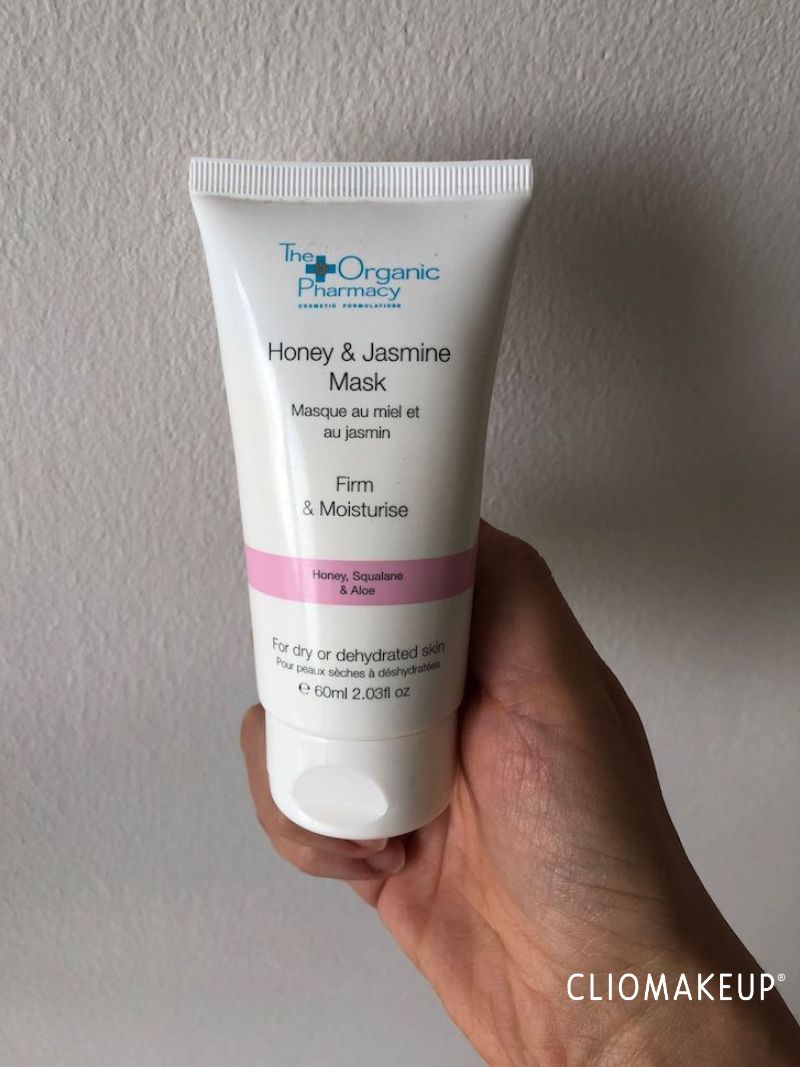 The Organic
Pharmacy
COSMETIC FORMULATIONS
Honey & Jasmine
Mask
Masque au miel et
au jasmin
Firm
& Moisturise
Honey, Squalane
& Aloe
For dry or dehydrated skin
Pour peaux sèches à déshydratées
℮ 60ml 2.03fl oz
CLIOMAKEUP®